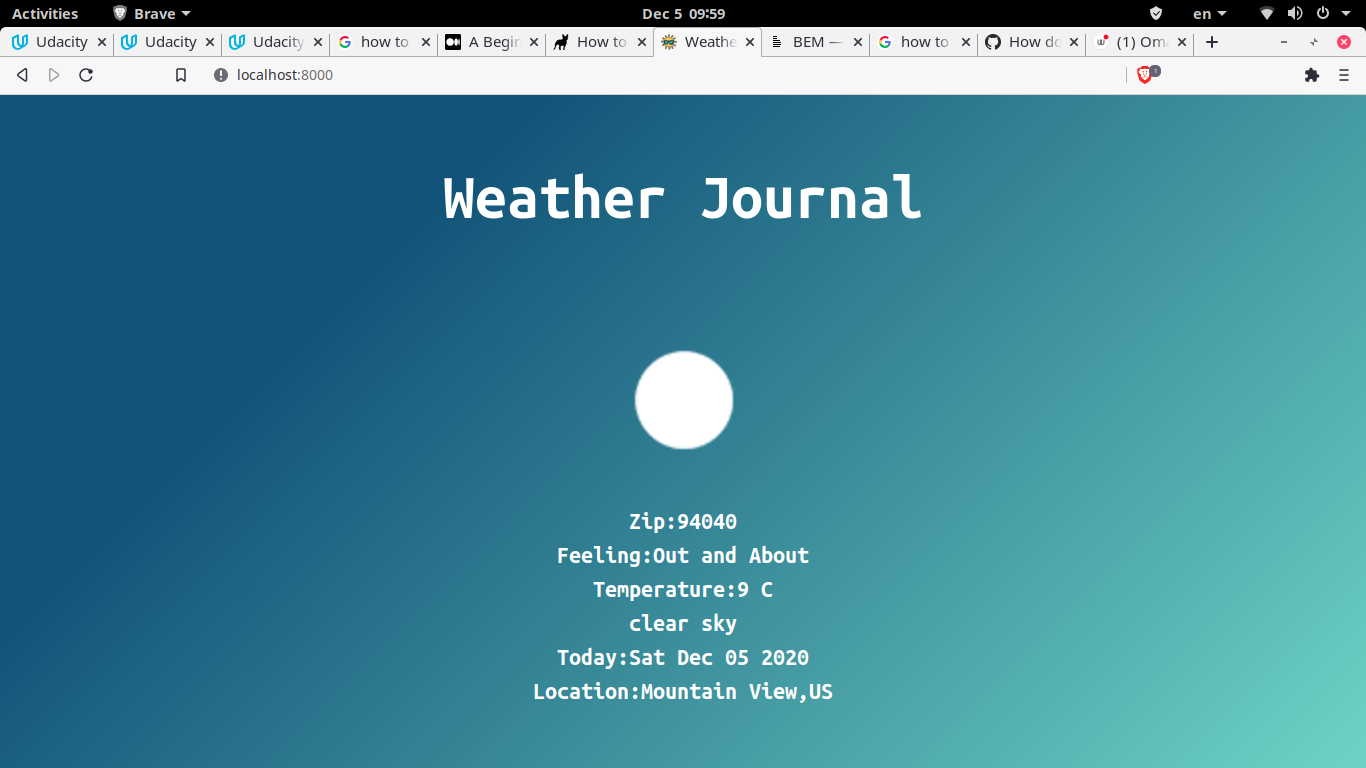 Activities Brave Dec 5 09:59 en
Udacity Udacity Udacity how to A Begin How to Weathe BEM — how to How do (1) Oma
localhost:8000 1
Weather Journal
Zip:94040
Feeling:Out and About
Temperature:9 C
clear sky
Today:Sat Dec 05 2020
Location:Mountain View,US